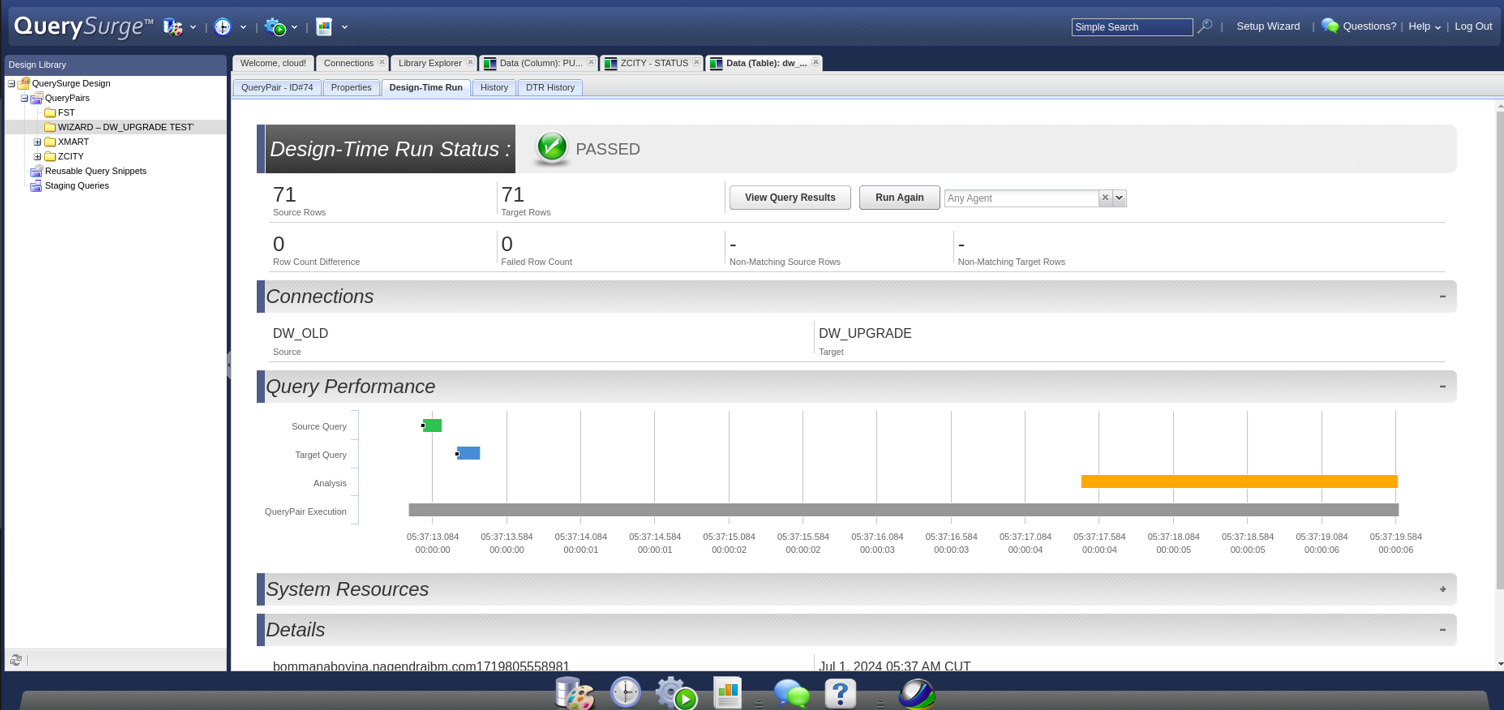 QuerySurge™
Simple Search
Setup Wizard
Questions?
Help
Log Out
Design Library
QuerySurge Design
QueryPairs
FST
WIZARD – DW_UPGRADE TEST'
XMART
ZCITY
Reusable Query Snippets
Staging Queries
Welcome, cloud!
Connections
Library Explorer
Data (Column): PU...
ZCITY - STATUS
Data (Table): dw_...
QueryPair - ID#74
Properties
Design-Time Run
History
DTR History
Design-Time Run Status :
PASSED
71
Source Rows
71
Target Rows
View Query Results
Run Again
Any Agent
0
Row Count Difference
0
Failed Row Count
-
Non-Matching Source Rows
-
Non-Matching Target Rows
Connections
DW_OLD
Source
DW_UPGRADE
Target
Query Performance
Source Query
Target Query
Analysis
QueryPair Execution
05:37:13.084 05:37:13.584 05:37:14.084 05:37:14.584 05:37:15.084 05:37:15.584 05:37:16.084 05:37:16.584 05:37:17.084 05:37:17.584 05:37:18.084 05:37:18.584 05:37:19.084 05:37:19.584
00:00:00 00:00:00 00:00:01 00:00:01 00:00:02 00:00:02 00:00:03 00:00:03 00:00:04 00:00:04 00:00:05 00:00:05 00:00:06 00:00:06
System Resources
Details
bommanaboyina.nagendraibm.com1719805558981
Jul 1, 2024 05:37 AM CUT